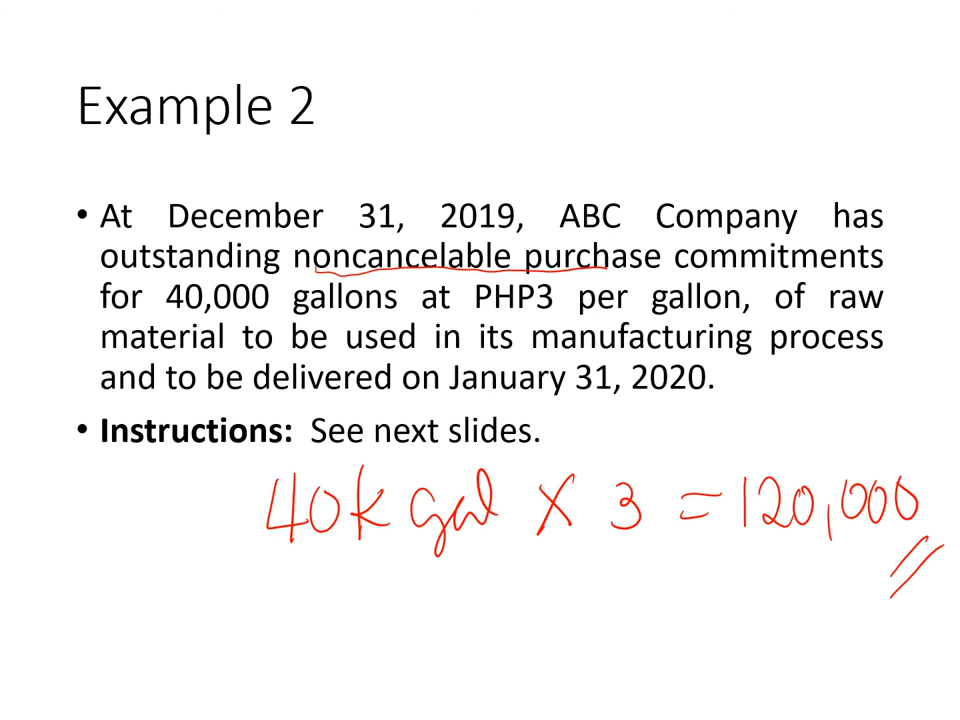 Example 2
• At December 31, 2019, ABC Company has
outstanding noncancelable purchase commitments
for 40,000 gallons at PHP3 per gallon, of raw
material to be used in its manufacturing process
and to be delivered on January 31, 2020.
• Instructions: See next slides.
40k gal x 3 = 120,000